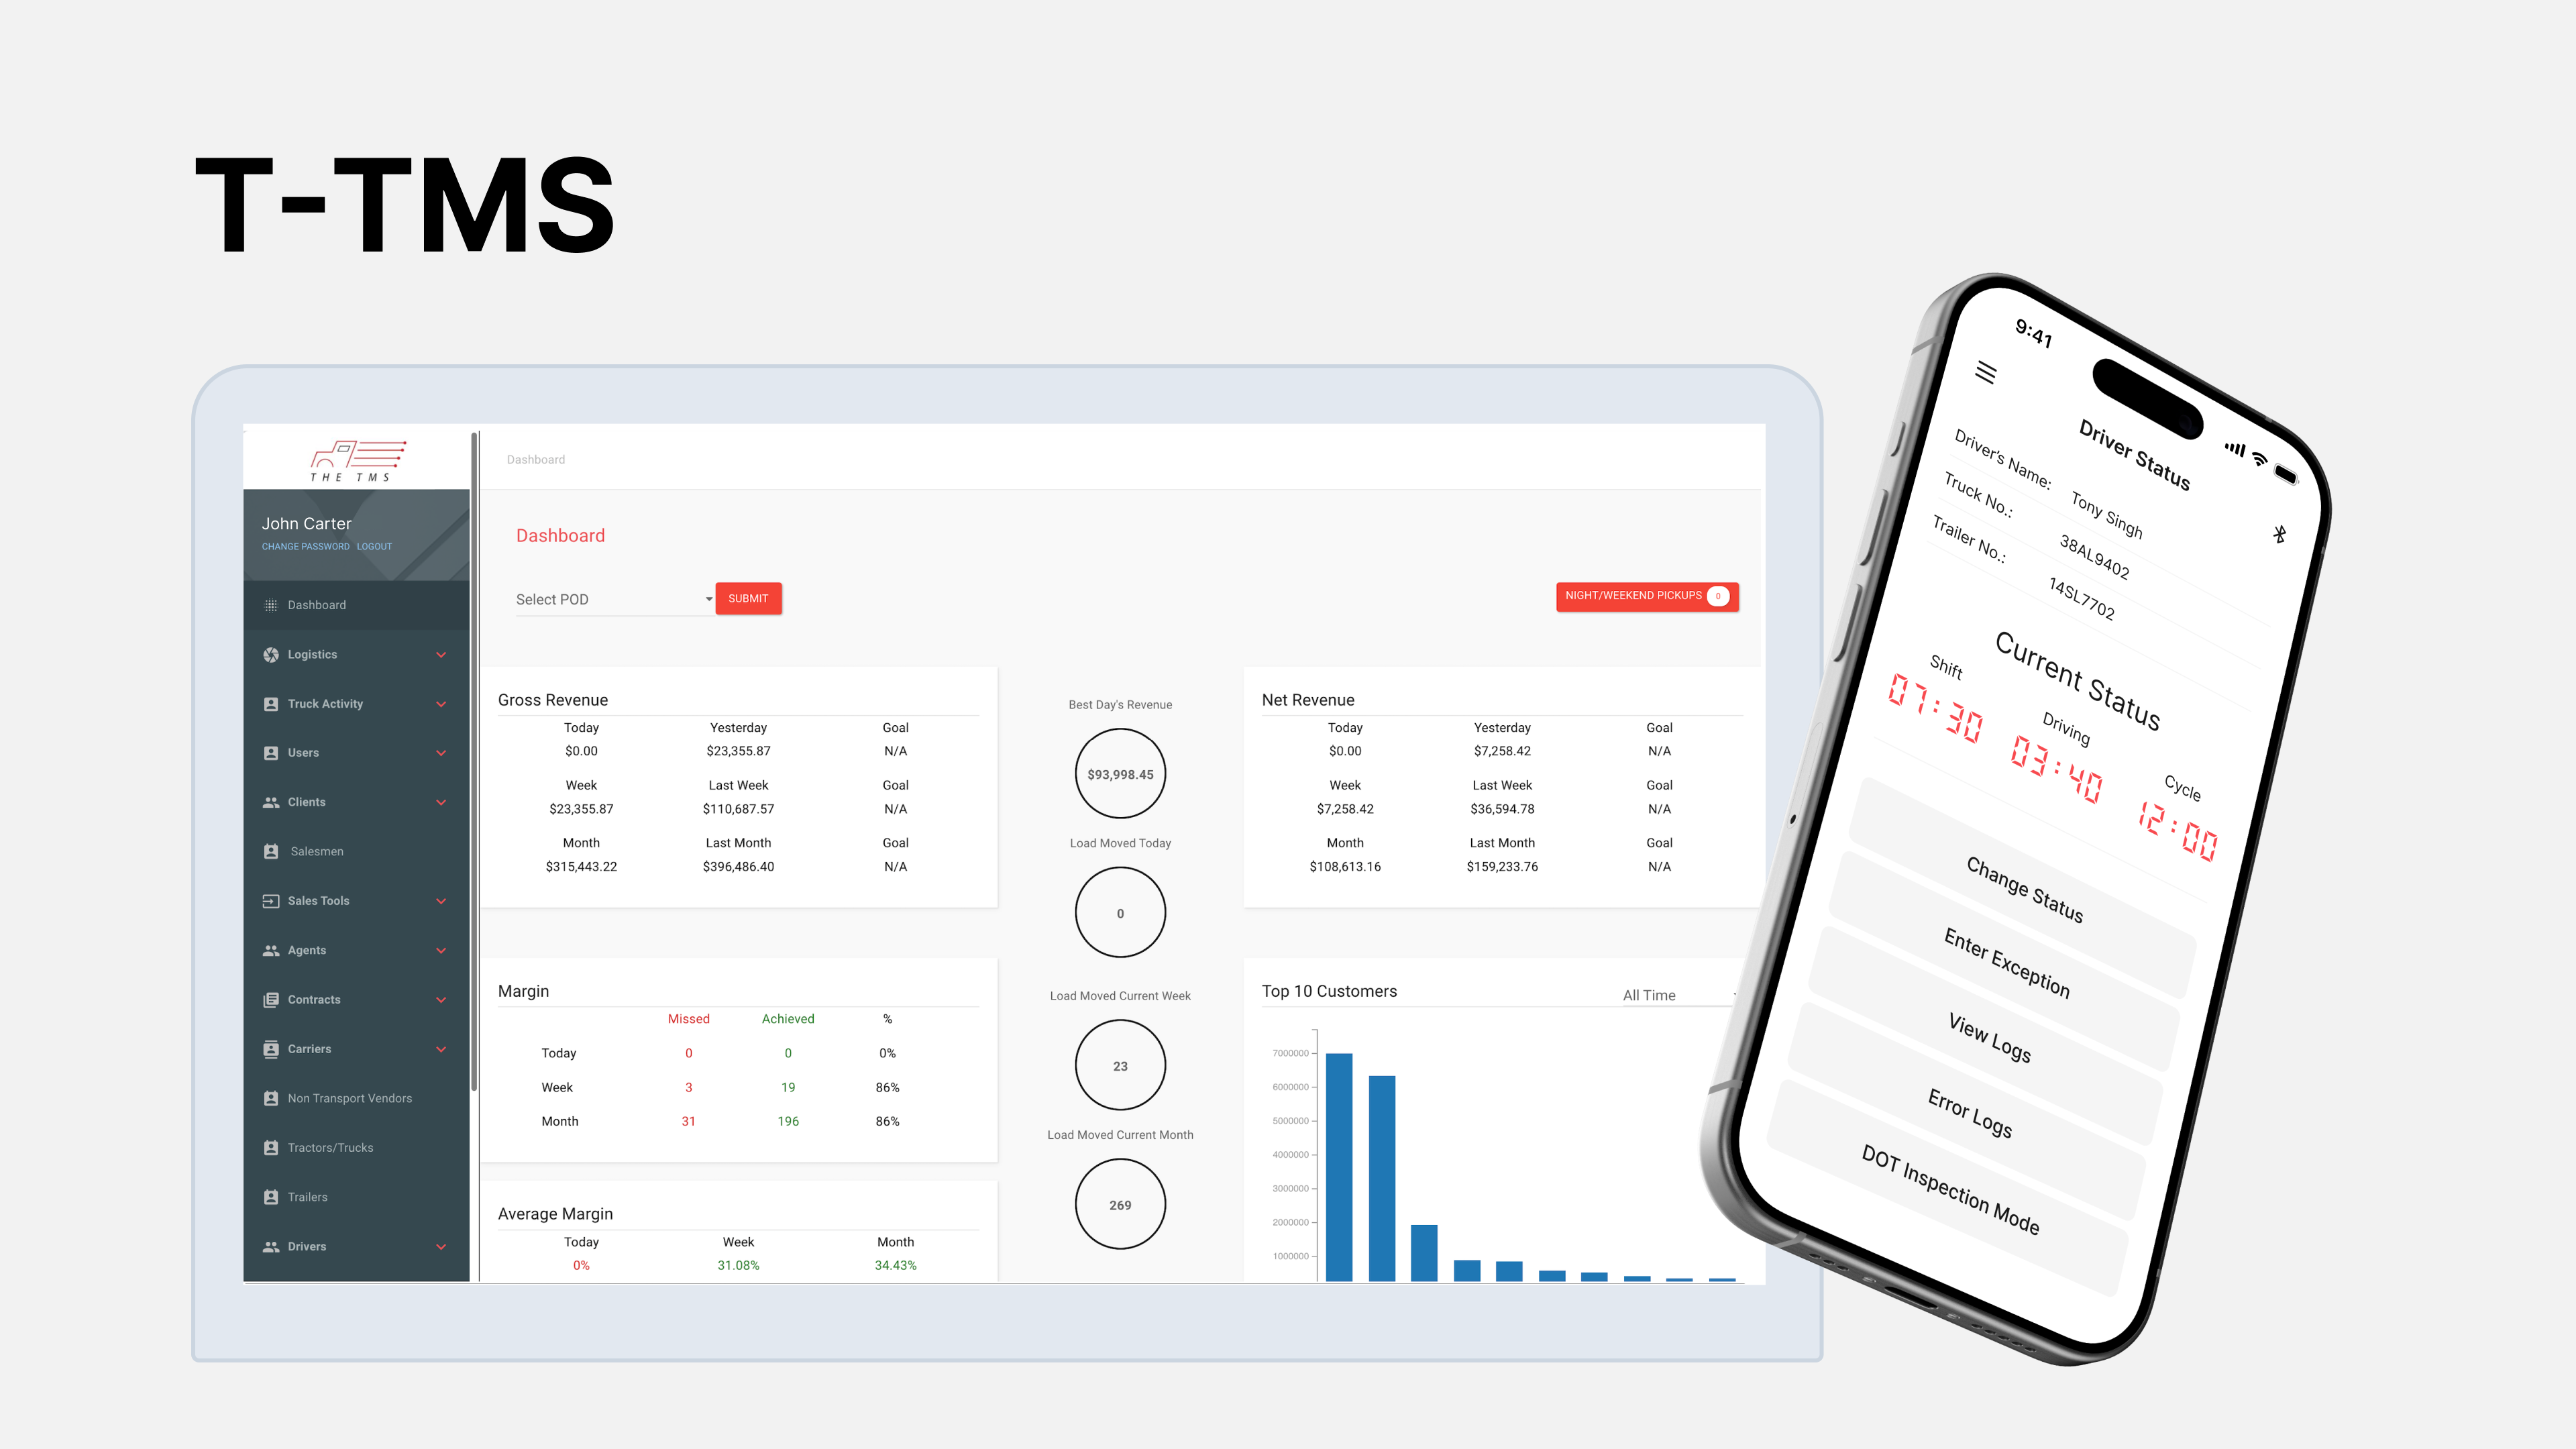 T-TMS
THE TMS
John Carter
CHANGE PASSWORD LOGOUT
Dashboard
Logistics
Truck Activity
Users
Clients
Salesmen
Sales Tools
Agents
Contracts
Carriers
Non Transport Vendors
Tractors/Trucks
Trailers
Drivers
Dashboard
Dashboard
Select POD
SUBMIT
NIGHT/WEEKEND PICKUPS 0
Gross Revenue
Today Yesterday Goal
$0.00 $23,355.87 N/A
Week Last Week Goal
$23,355.87 $110,687.57 N/A
Month Last Month Goal
$315,443.22 $396,486.40 N/A
Best Day's Revenue
$93,998.45
Load Moved Today
0
Load Moved Current Week
23
Load Moved Current Month
269
Net Revenue
Today Yesterday Goal
$0.00 $7,258.42 N/A
Week Last Week Goal
$7,258.42 $36,594.78 N/A
Month Last Month Goal
$108,613.16 $159,233.76 N/A
Margin
Missed Achieved %
Today 0 0 0%
Week 3 19 86%
Month 31 196 86%
Average Margin
Today Week Month
0% 31.08% 34.43%
Top 10 Customers
All Time
7000000
6000000
5000000
4000000
3000000
2000000
1000000
9:41
Driver Status
Driver's Name: Tony Singh
Truck No.: 38AL9402
Trailer No.: 14SL7702
Current Status
Shift Driving Cycle
07:30 03:40 12:00
Change Status
Enter Exception
View Logs
Error Logs
DOT Inspection Mode